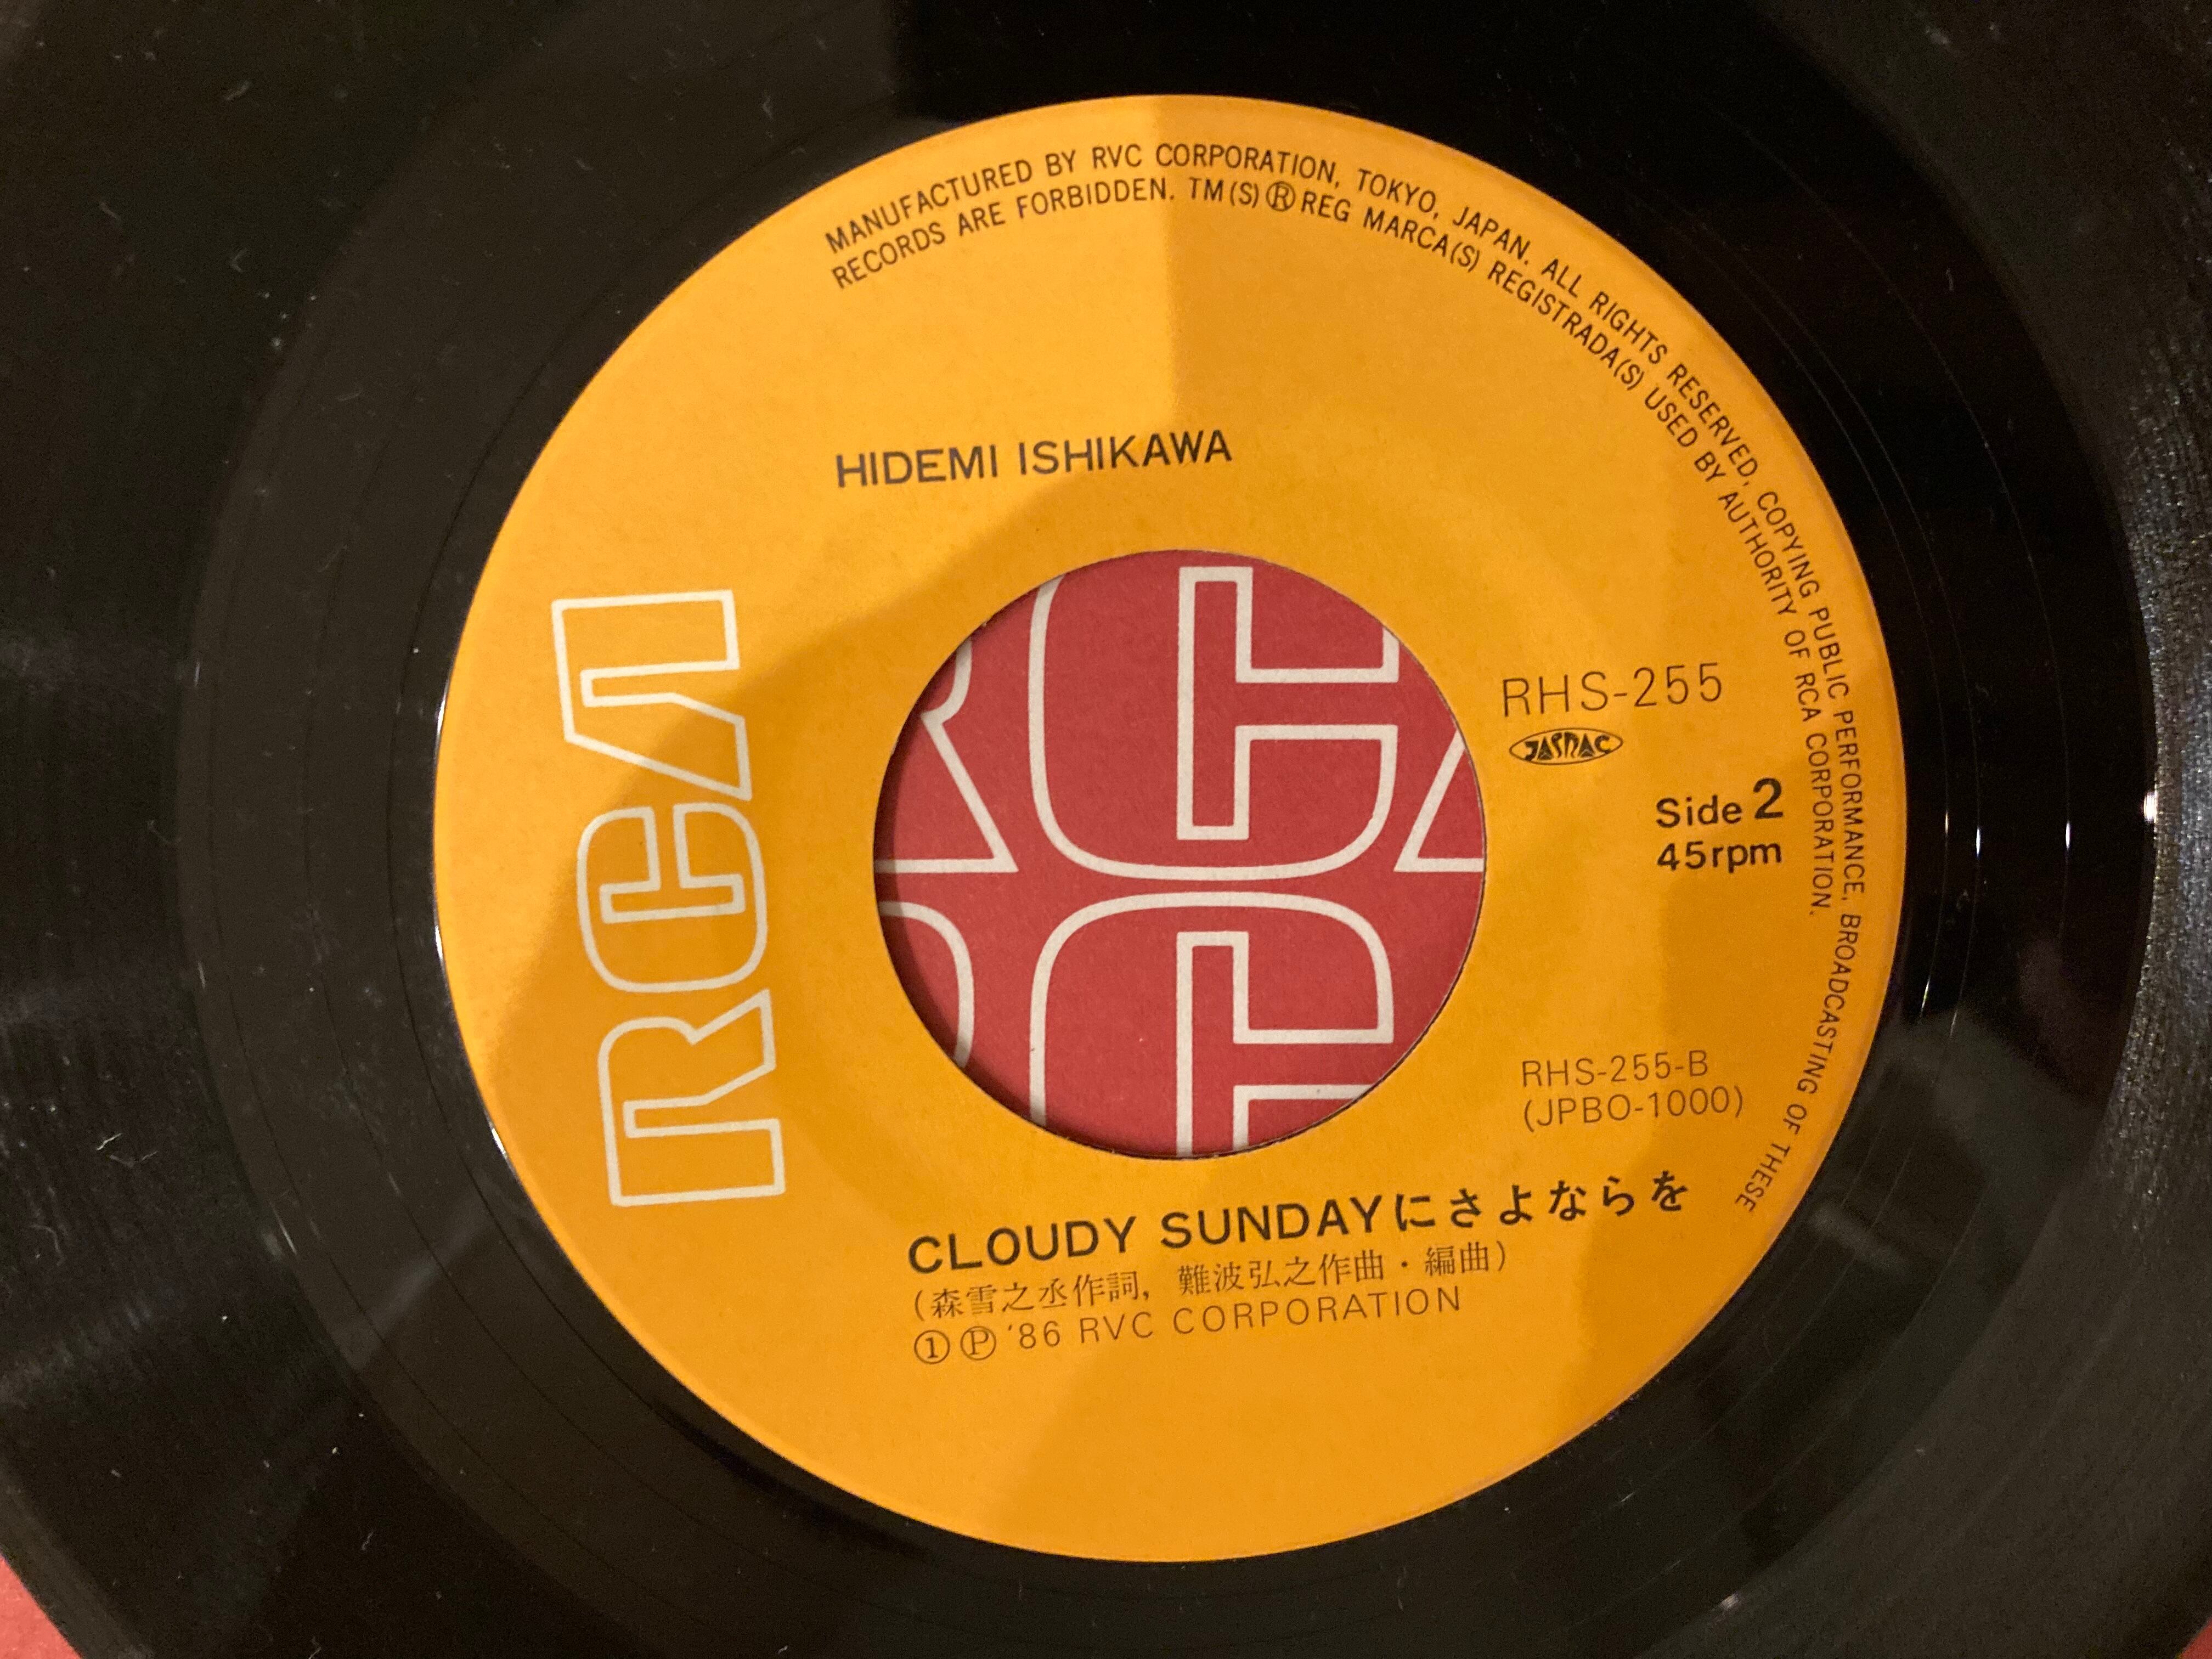 MANUFACTURED BY RVC CORPORATION, TOKYO, JAPAN. ALL RIGHTS RESERVED, COPYING PUBLIC PERFORMANCE, BROADCASTING OF THESE
RECORDS ARE FORBIDDEN. TM(S)®REG MARCA(S) REGISTRADA(S) USED BY AUTHORITY OF RCA CORPORATION.
HIDEMI ISHIKAWA
RCA
RCA
RHS-255
JASRAC
Side 2
45rpm
RHS-255-B
(JPBO-1000)
CLOUDY SUNDAYにさよならを
(森雪之丞作詞, 難波弘之作曲・編曲)
①Ⓟ'86 RVC CORPORATION